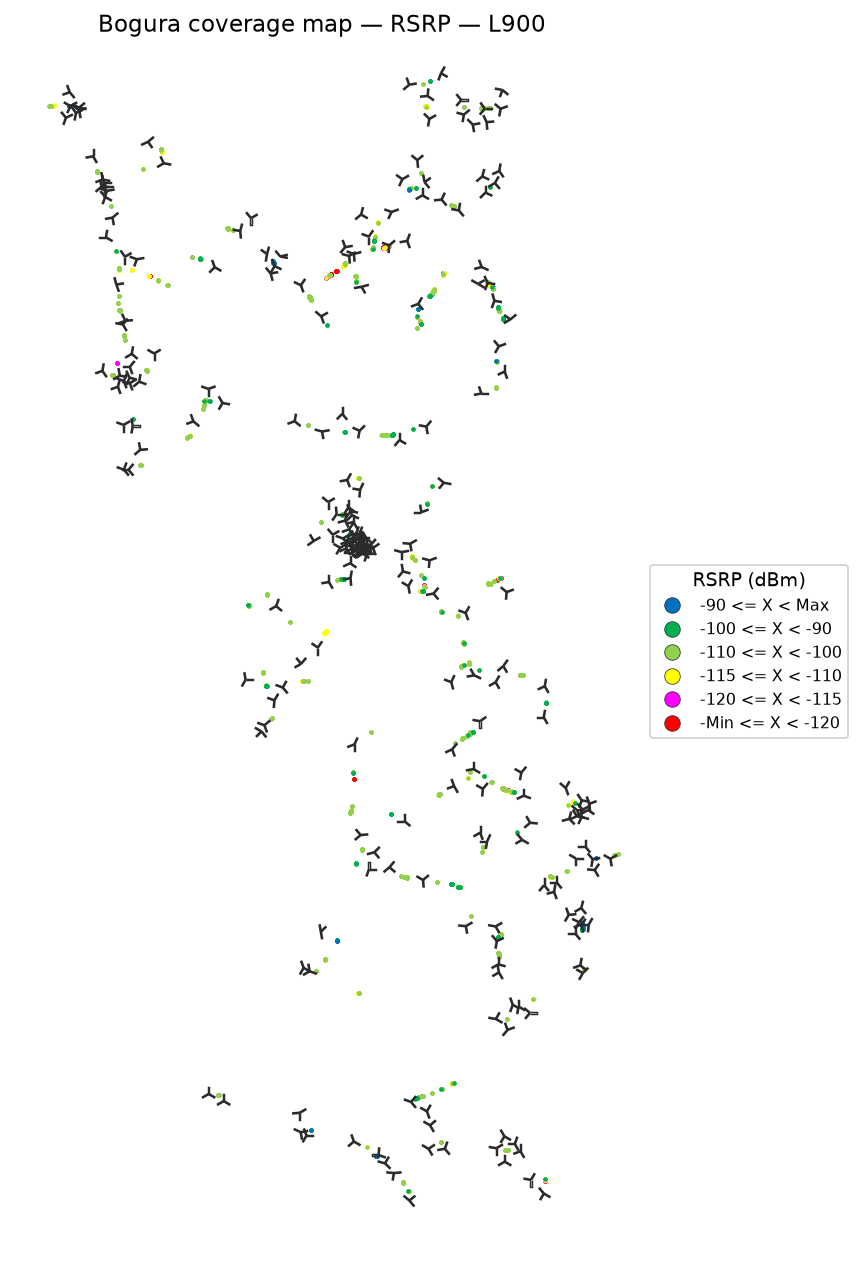 Bogura coverage map — RSRP — L900
RSRP (dBm)
-90 <= X < Max
-100 <= X < -90
-110 <= X < -100
-115 <= X < -110
-120 <= X < -115
-Min <= X < -120